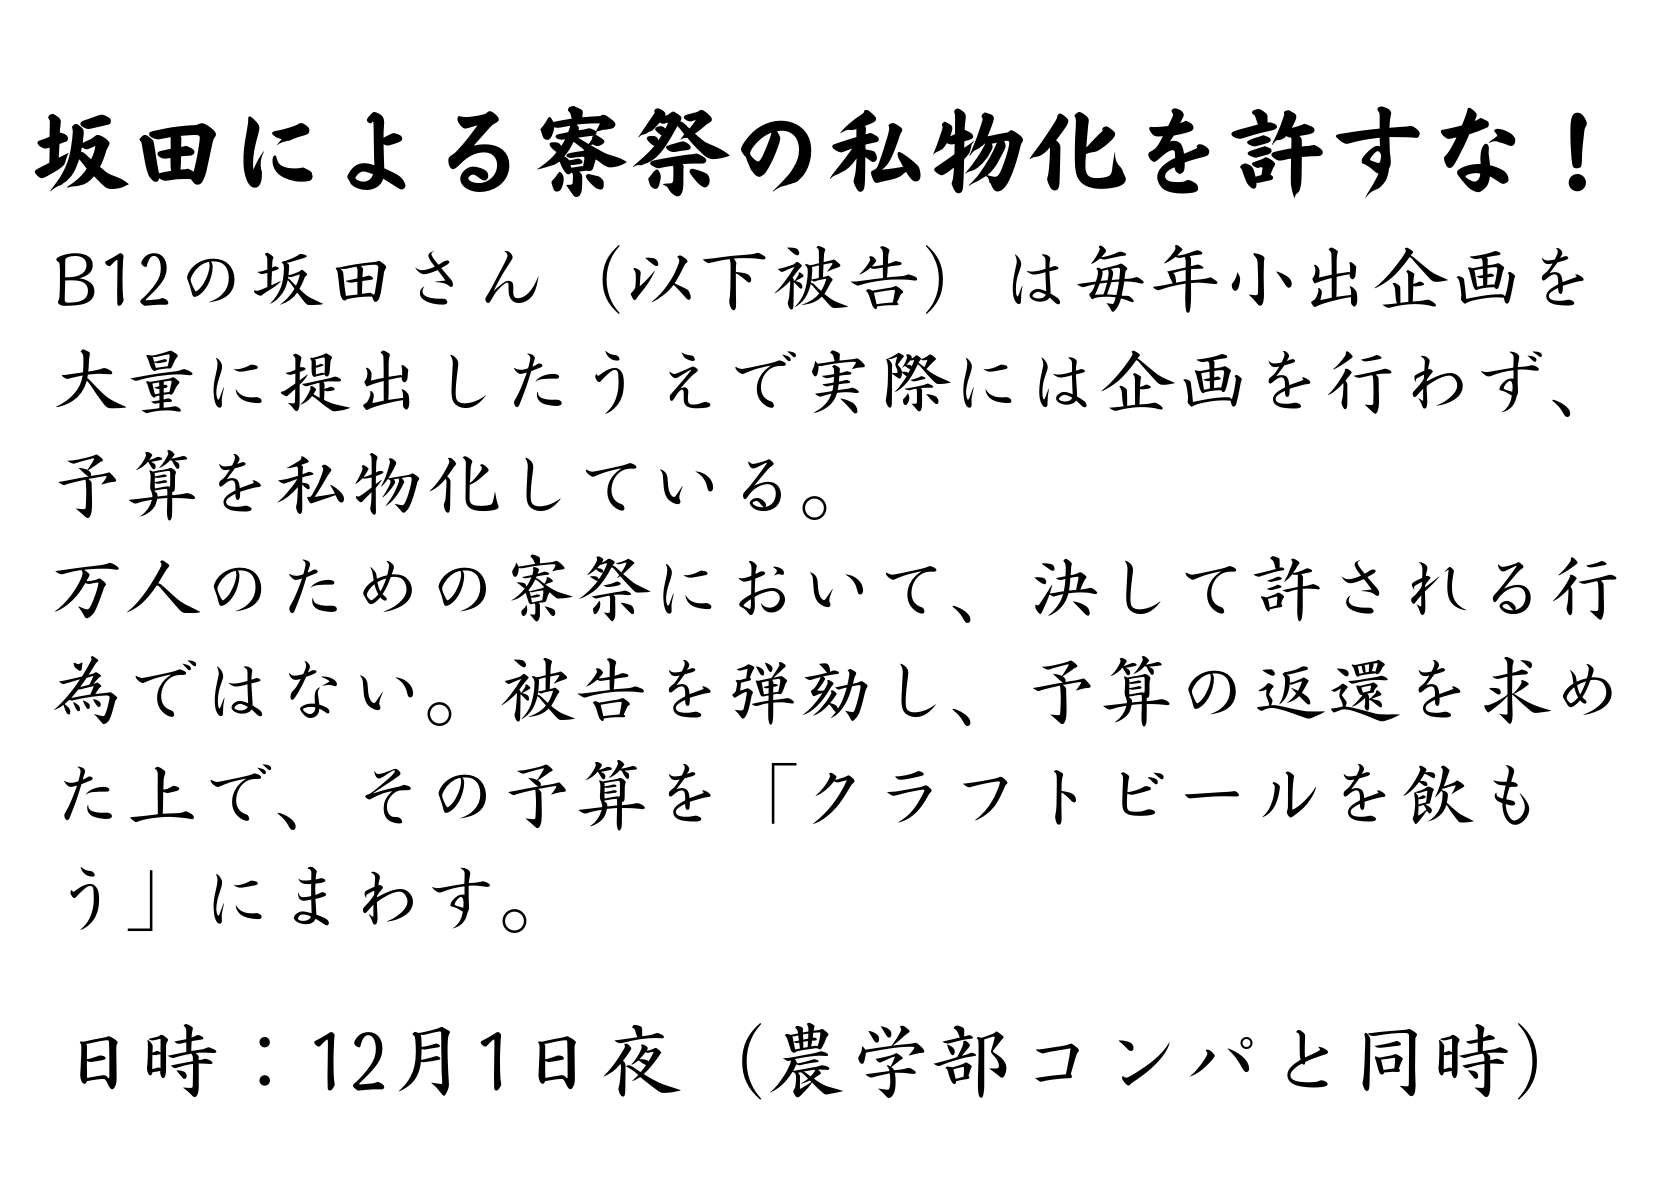 坂田による寮祭の私物化を許すな！
B12の坂田さん（以下被告）は毎年小出企画を
大量に提出したうえで実際には企画を行わず、
予算を私物化している。
万人のための寮祭において、決して許される行
為ではない。被告を弾劾し、予算の返還を求め
た上で、その予算を「クラフトビールを飲も
う」にまわす。
日時：12月1日夜（農学部コンパと同時）